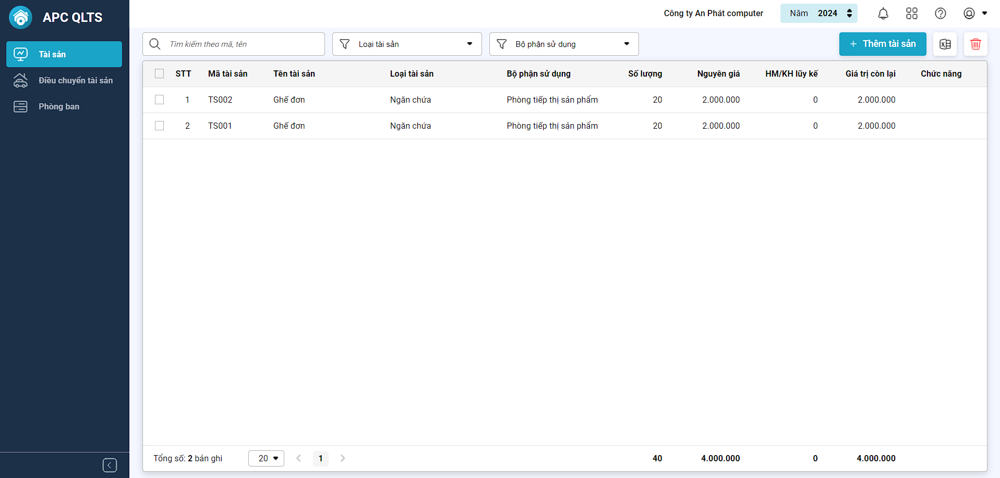 APC QLTS
Công ty An Phát computer
Năm 2024
Tài sản
Điều chuyển tài sản
Phòng ban
Tìm kiếm theo mã, tên
Loại tài sản
Bộ phận sử dụng
+ Thêm tài sản
STT Mã tài sản Tên tài sản Loại tài sản Bộ phận sử dụng Số lượng Nguyên giá HM/KH lũy kế Giá trị còn lại Chức năng
1 TS002 Ghế đơn Ngăn chứa Phòng tiếp thị sản phẩm 20 2.000.000 0 2.000.000
2 TS001 Ghế đơn Ngăn chứa Phòng tiếp thị sản phẩm 20 2.000.000 0 2.000.000
Tổng số: 2 bản ghi 20 1 40 4.000.000 0 4.000.000